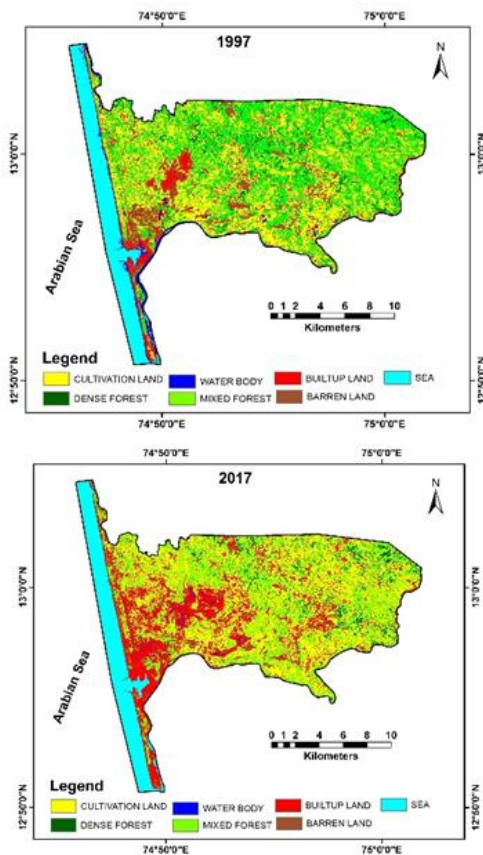 74°50'0"E 75°0'0"E
1997
N
13°0'0"N 13°0'0"N
Arabian Sea
0 1 2 4 6 8 10
Kilometers
Legend
CULTIVATION LAND WATER BODY BUILTUP LAND SEA
DENSE FOREST MIXED FOREST BARREN LAND
12°50'0"N 12°50'0"N
74°50'0"E 75°0'0"E
74°50'0"E 75°0'0"E
2017
N
13°0'0"N 13°0'0"N
Arabian Sea
0 1 2 4 6 8 10
Kilometers
Legend
CULTIVATION LAND WATER BODY BUILTUP LAND SEA
DENSE FOREST MIXED FOREST BARREN LAND
12°50'0"N 12°50'0"N
74°50'0"E 75°0'0"E